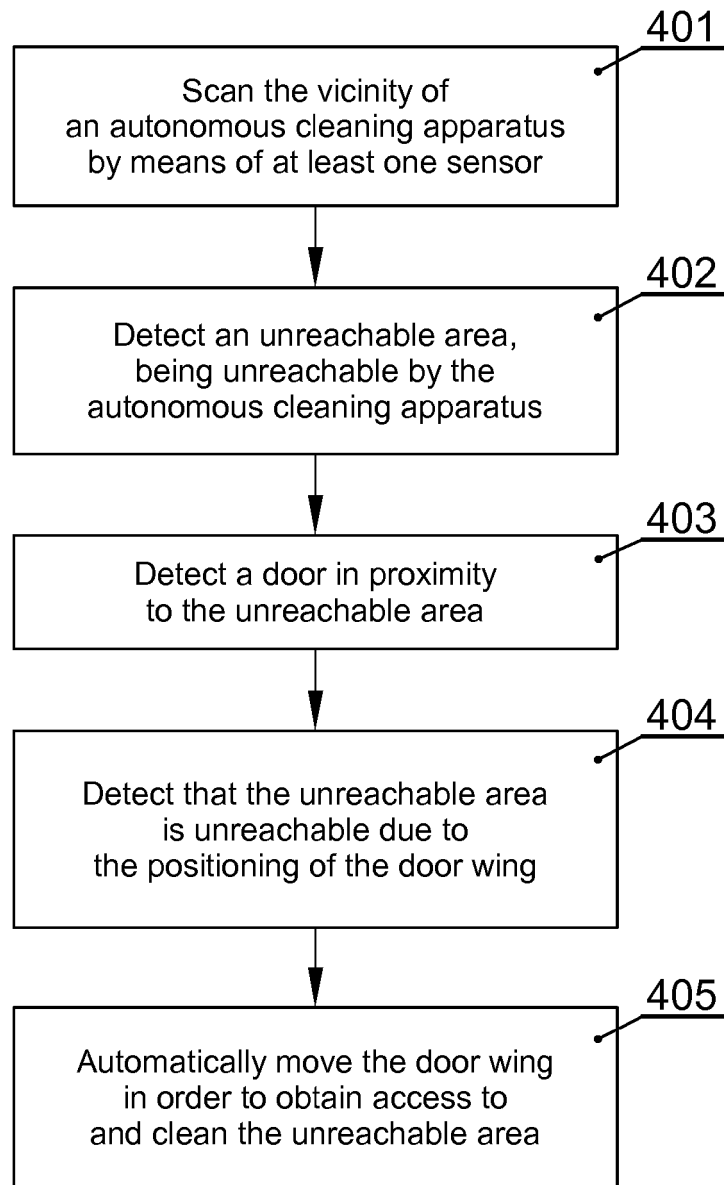 401
Scan the vicinity of
an autonomous cleaning apparatus
by means of at least one sensor
402
Detect an unreachable area,
being unreachable by the
autonomous cleaning apparatus
403
Detect a door in proximity
to the unreachable area
404
Detect that the unreachable area
is unreachable due to
the positioning of the door wing
405
Automatically move the door wing
in order to obtain access to
and clean the unreachable area